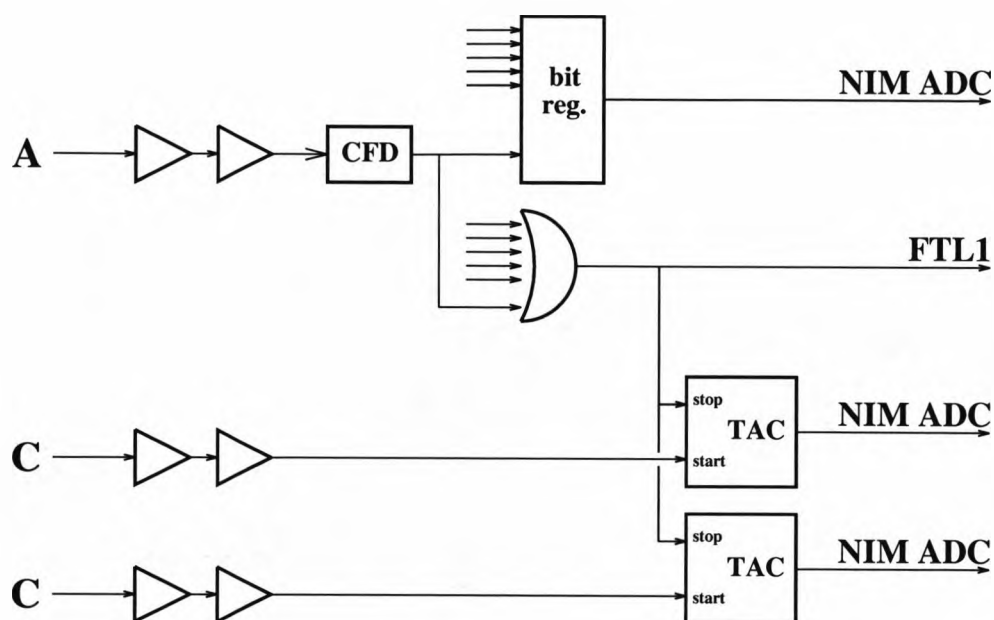 bit
reg.
NIM ADC
A
CFD
FTL1
stop
TAC
NIM ADC
C
start
stop
TAC
NIM ADC
C
start